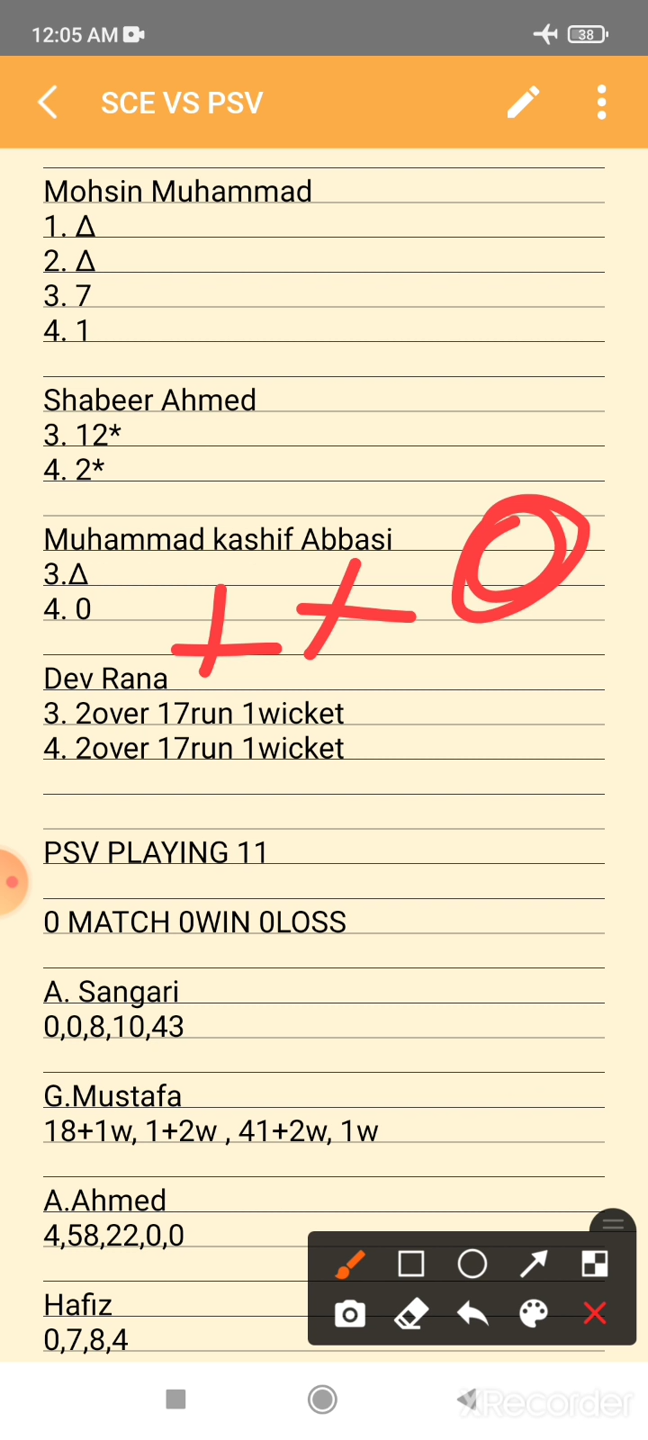 12:05 AM
38
SCE VS PSV
Mohsin Muhammad
1. Δ
2. Δ
3. 7
4. 1
Shabeer Ahmed
3. 12*
4. 2*
Muhammad kashif Abbasi
3.Δ
4. 0
Dev Rana
3. 2over 17run 1wicket
4. 2over 17run 1wicket
PSV PLAYING 11
0 MATCH 0WIN 0LOSS
A. Sangari
0,0,8,10,43
G.Mustafa
18+1w, 1+2w , 41+2w, 1w
A.Ahmed
4,58,22,0,0
Hafiz
0,7,8,4
XRecorder